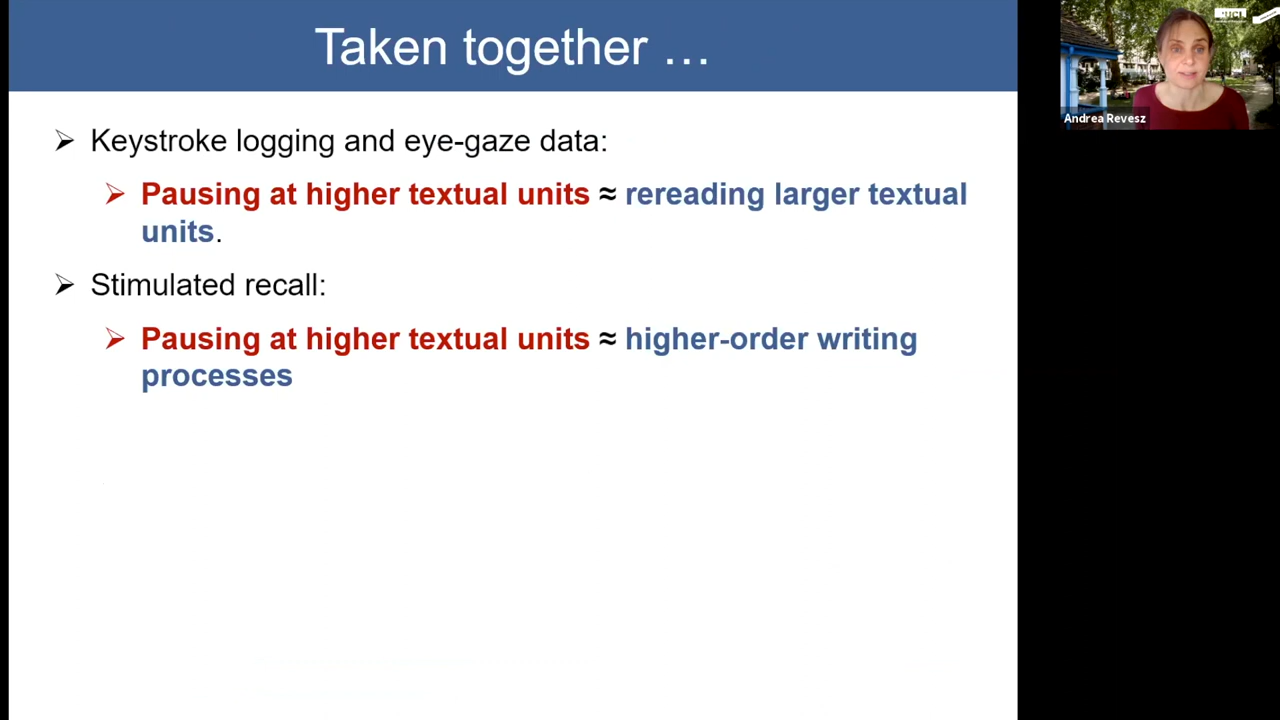 Taken together …
Keystroke logging and eye-gaze data:
Pausing at higher textual units ≈ rereading larger textual
units.
Stimulated recall:
Pausing at higher textual units ≈ higher-order writing
processes
Andrea Revesz